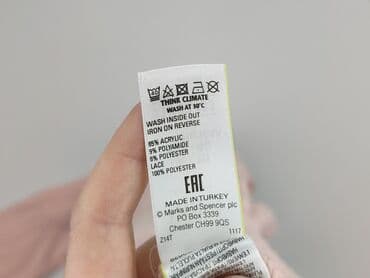 THINK CLIMATE
WASH AT 30°C
WASH INSIDE OUT
IRON ON REVERSE
85% ACRYLIC
9% POLYAMIDE
6% POLYESTER
LACE
100% POLYESTER
EAC
MADE IN TURKEY
© Marks and Spencer plc
PO Box 3339
Chester CH99 9QS
Z14T 1117